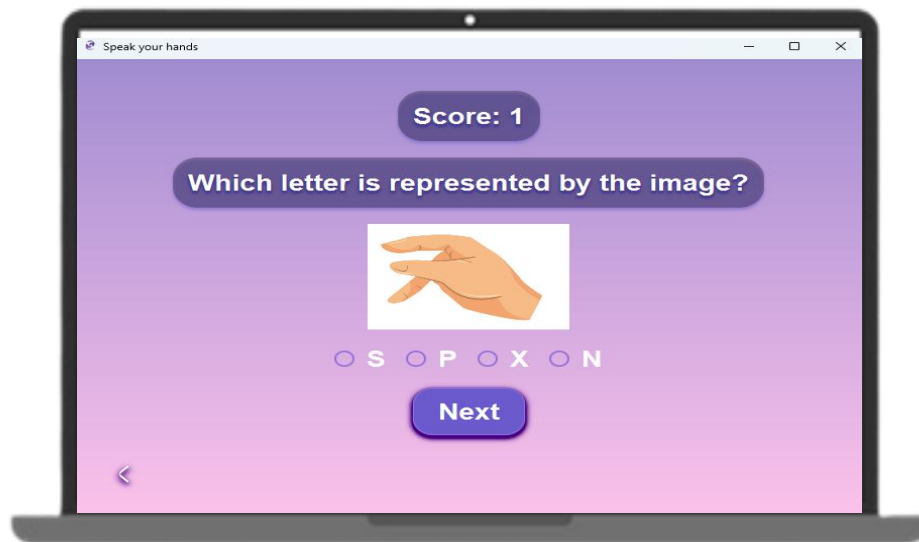 Speak your hands
Score: 1
Which letter is represented by the image?
S P X N
Next